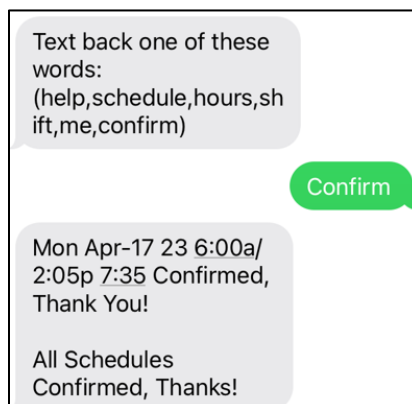 Text back one of these
words:
(help,schedule,hours,sh
ift,me,confirm)
Confirm
Mon Apr-17 23 6:00a/
2:05p 7:35 Confirmed,
Thank You!
All Schedules
Confirmed, Thanks!